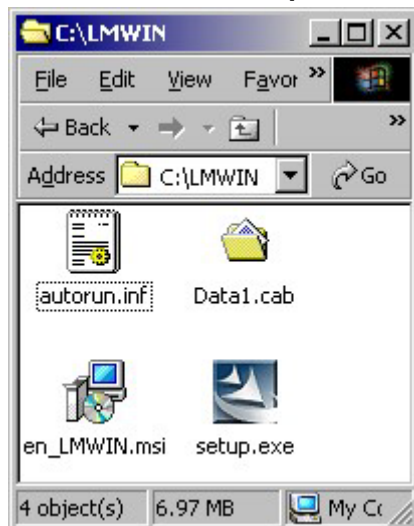 C:\LMWIN
File Edit View Favor »
Back »
Address C:\LMWIN Go
autorun.inf Data1.cab
en_LMWIN.msi setup.exe
4 object(s) 6.97 MB My Co